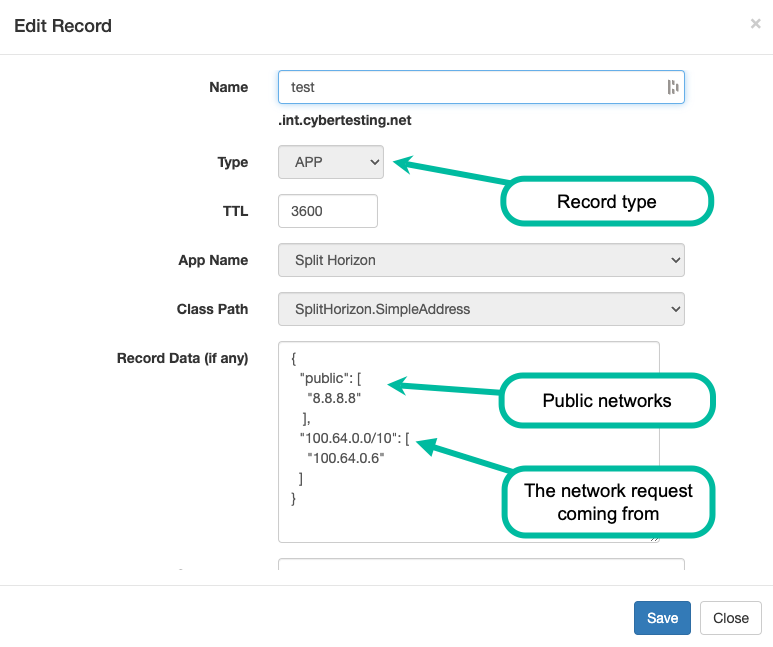 Edit Record ×
Name test
.int.cybertesting.net
Type APP
Record type
TTL 3600
App Name Split Horizon
Class Path SplitHorizon.SimpleAddress
Record Data (if any) {
"public": [
"8.8.8.8"
Public networks
],
"100.64.0.0/10": [
"100.64.0.6"
]
}
The network request
coming from
Save Close